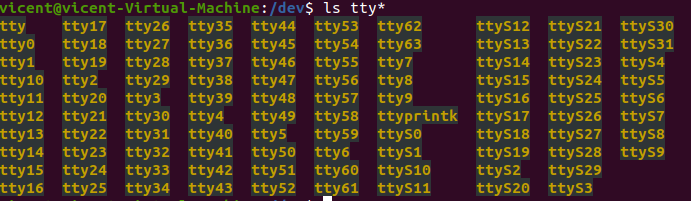 vicent@vicent-Virtual-Machine:/dev$ ls tty*
tty    tty17  tty26  tty35  tty44  tty53  tty62      ttyS12  ttyS21  ttyS30
tty0   tty18  tty27  tty36  tty45  tty54  tty63      ttyS13  ttyS22  ttyS31
tty1   tty19  tty28  tty37  tty46  tty55  tty7       ttyS14  ttyS23  ttyS4
tty10  tty2   tty29  tty38  tty47  tty56  tty8       ttyS15  ttyS24  ttyS5
tty11  tty20  tty3   tty39  tty48  tty57  tty9       ttyS16  ttyS25  ttyS6
tty12  tty21  tty30  tty4   tty49  tty58  ttyprintk  ttyS17  ttyS26  ttyS7
tty13  tty22  tty31  tty40  tty5   tty59  ttyS0      ttyS18  ttyS27  ttyS8
tty14  tty23  tty32  tty41  tty50  tty6   ttyS1      ttyS19  ttyS28  ttyS9
tty15  tty24  tty33  tty42  tty51  tty60  ttyS10     ttyS2   ttyS29
tty16  tty25  tty34  tty43  tty52  tty61  ttyS11     ttyS20  ttyS3